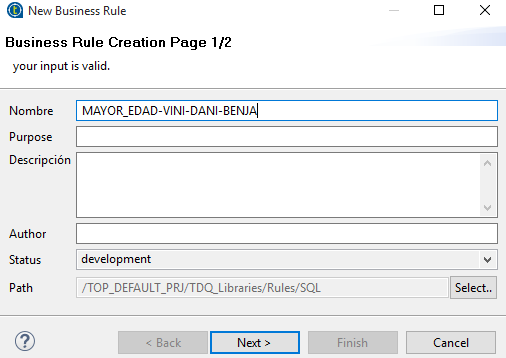 New Business Rule
Business Rule Creation Page 1/2
your input is valid.
Nombre MAYOR_EDAD-VINI-DANI-BENJA
Purpose
Descripción
Author
Status development
Path /TOP_DEFAULT_PRJ/TDQ_Libraries/Rules/SQL Select..
? < Back Next > Finish Cancel